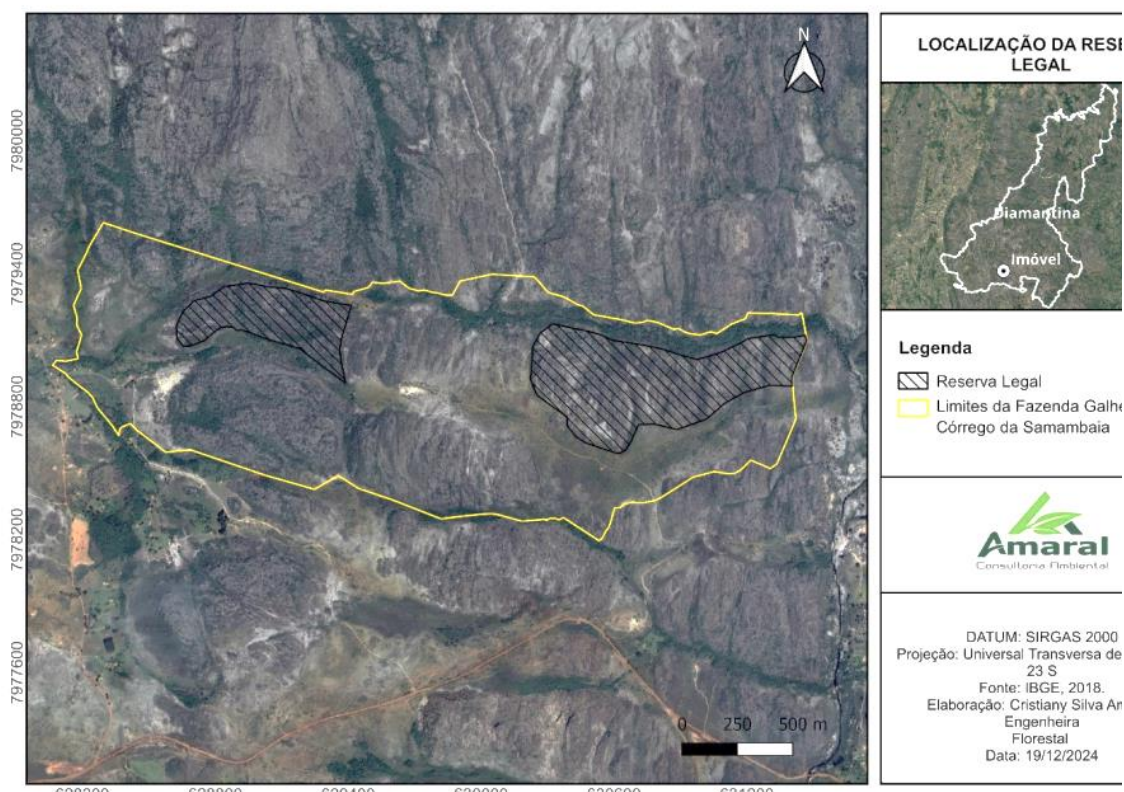 N
7980000
7979400
7978800
7978200
7977600
0 250 500 m
LOCALIZAÇÃO DA RESE
LEGAL
Diamantina
Imóvel
Legenda
Reserva Legal
Limites da Fazenda Galhe
Córrego da Samambaia
Amaral
Consultoria Ambiental
DATUM: SIRGAS 2000
Projeção: Universal Transversa de
23 S
Fonte: IBGE, 2018.
Elaboração: Cristiany Silva Am
Engenheira
Florestal
Data: 19/12/2024